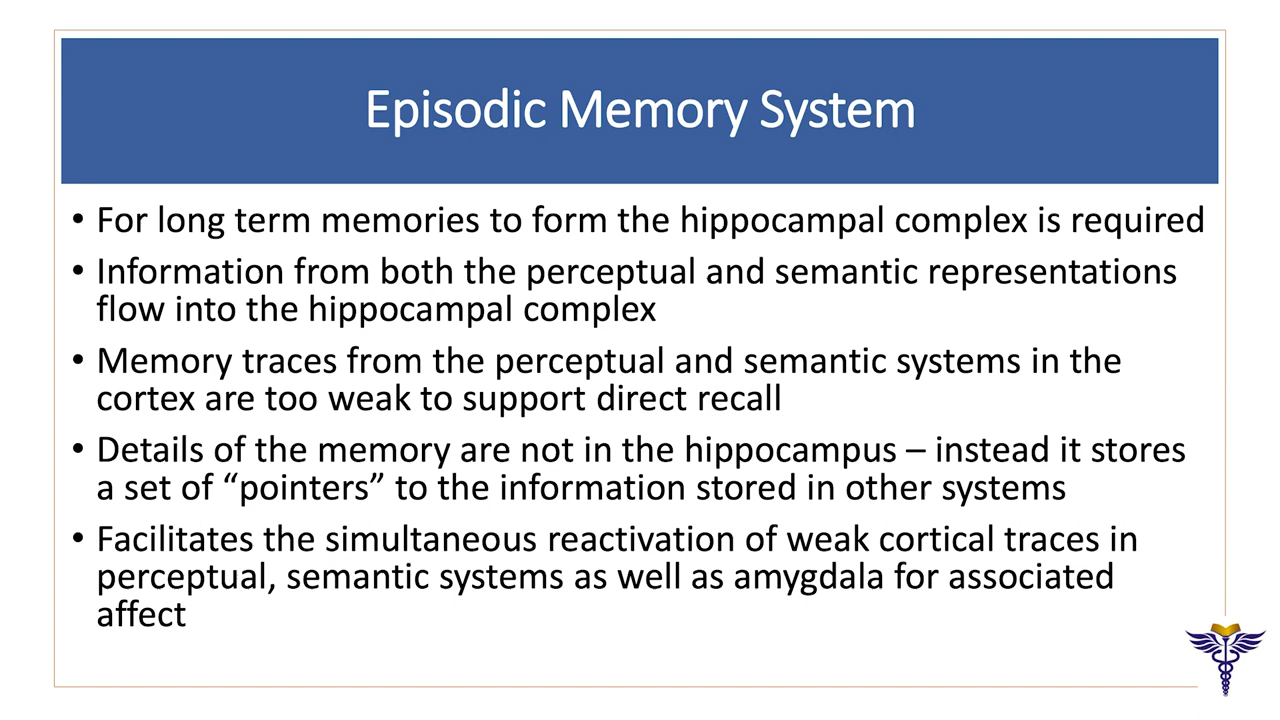 Episodic Memory System
• For long term memories to form the hippocampal complex is required
• Information from both the perceptual and semantic representations
flow into the hippocampal complex
• Memory traces from the perceptual and semantic systems in the
cortex are too weak to support direct recall
• Details of the memory are not in the hippocampus – instead it stores
a set of “pointers” to the information stored in other systems
• Facilitates the simultaneous reactivation of weak cortical traces in
perceptual, semantic systems as well as amygdala for associated
affect